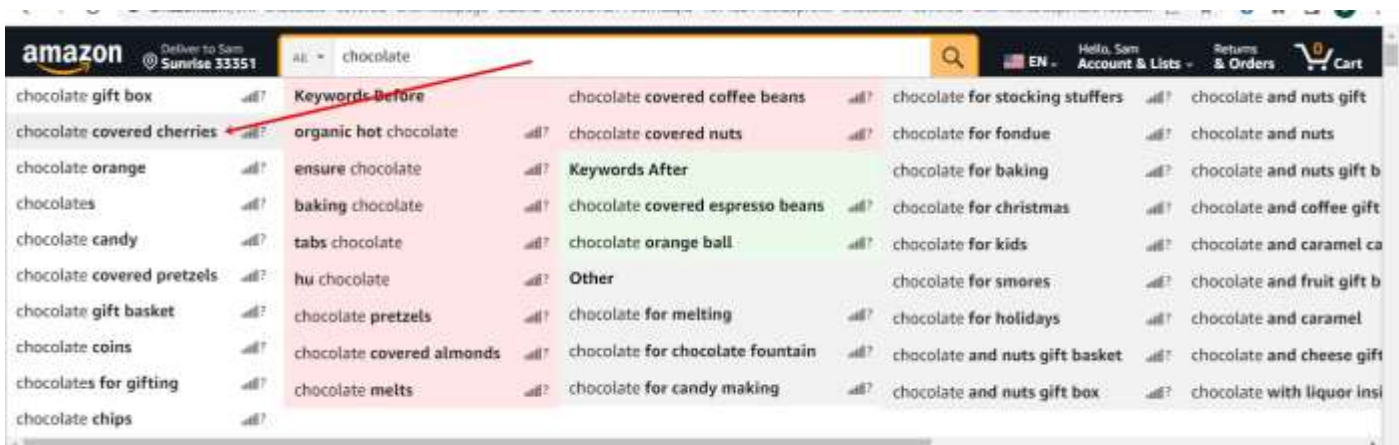 amazon
Deliver to Sam
Sunrise 33351
All
chocolate
EN
Hello, Sam
Account & Lists
Returns
& Orders
0
Cart
chocolate gift box
chocolate covered cherries
chocolate orange
chocolates
chocolate candy
chocolate covered pretzels
chocolate gift basket
chocolate coins
chocolates for gifting
chocolate chips
Keywords Before
organic hot chocolate
ensure chocolate
baking chocolate
tabs chocolate
hu chocolate
chocolate pretzels
chocolate covered almonds
chocolate melts
chocolate covered coffee beans
chocolate covered nuts
Keywords After
chocolate covered espresso beans
chocolate orange ball
Other
chocolate for melting
chocolate for chocolate fountain
chocolate for candy making
chocolate for stocking stuffers
chocolate for fondue
chocolate for baking
chocolate for christmas
chocolate for kids
chocolate for smores
chocolate for holidays
chocolate and nuts gift basket
chocolate and nuts gift box
chocolate and nuts gift
chocolate and nuts
chocolate and nuts gift b
chocolate and coffee gift
chocolate and caramel ca
chocolate and fruit gift b
chocolate and caramel
chocolate and cheese gift
chocolate with liquor insi